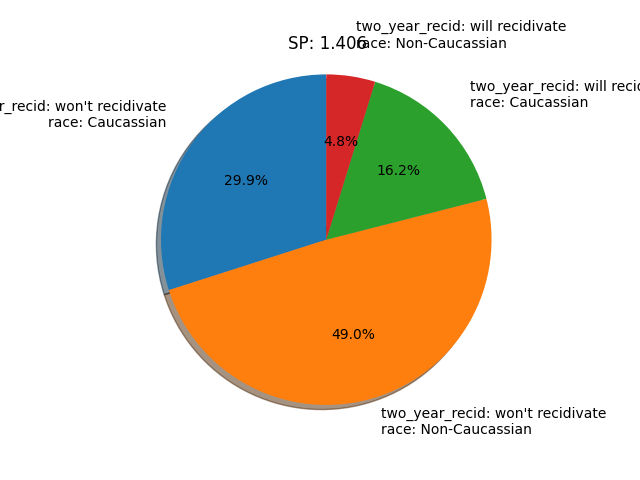 two_year_recid: will recidivate
race: Non-Caucassian
SP: 1.406
two_year_recid: will recid
race: Caucassian
r_recid: won't recidivate
race: Caucassian
4.8%
16.2%
29.9%
49.0%
two_year_recid: won't recidivate
race: Non-Caucassian